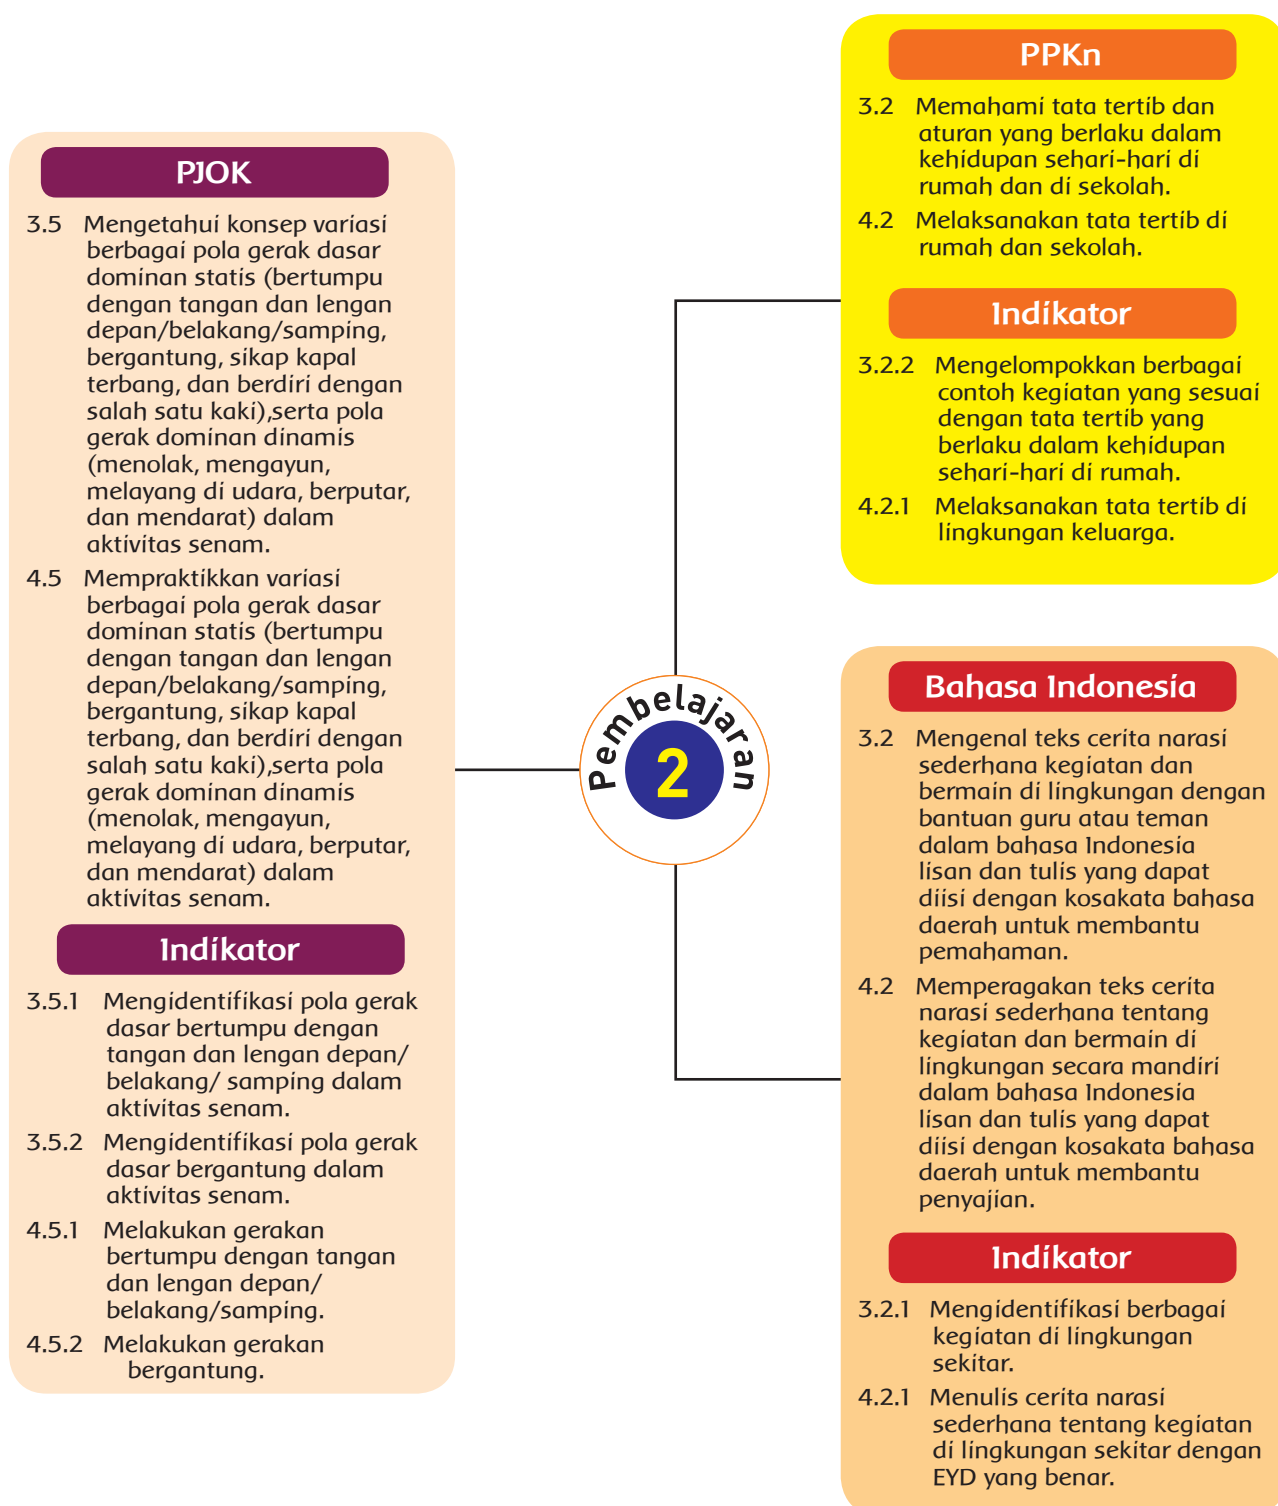 PJOK
3.5 Mengetahui konsep variasi
berbagai pola gerak dasar
dominan statis (bertumpu
dengan tangan dan lengan
depan/belakang/samping,
bergantung, sikap kapal
terbang, dan berdiri dengan
salah satu kaki),serta pola
gerak dominan dinamis
(menolak, mengayun,
melayang di udara, berputar,
dan mendarat) dalam
aktivitas senam.
4.5 Mempraktikkan variasi
berbagai pola gerak dasar
dominan statis (bertumpu
dengan tangan dan lengan
depan/belakang/samping,
bergantung, sikap kapal
terbang, dan berdiri dengan
salah satu kaki),serta pola
gerak dominan dinamis
(menolak, mengayun,
melayang di udara, berputar,
dan mendarat) dalam
aktivitas senam.
Indikator
3.5.1 Mengidentifikasi pola gerak
dasar bertumpu dengan
tangan dan lengan depan/
belakang/ samping dalam
aktivitas senam.
3.5.2 Mengidentifikasi pola gerak
dasar bergantung dalam
aktivitas senam.
4.5.1 Melakukan gerakan
bertumpu dengan tangan
dan lengan depan/
belakang/samping.
4.5.2 Melakukan gerakan
bergantung.
Pembelajaran
2
PPKn
3.2 Memahami tata tertib dan
aturan yang berlaku dalam
kehidupan sehari-hari di
rumah dan di sekolah.
4.2 Melaksanakan tata tertib di
rumah dan sekolah.
Indikator
3.2.2 Mengelompokkan berbagai
contoh kegiatan yang sesuai
dengan tata tertib yang
berlaku dalam kehidupan
sehari-hari di rumah.
4.2.1 Melaksanakan tata tertib di
lingkungan keluarga.
Bahasa Indonesia
3.2 Mengenal teks cerita narasi
sederhana kegiatan dan
bermain di lingkungan dengan
bantuan guru atau teman
dalam bahasa Indonesia
lisan dan tulis yang dapat
diisi dengan kosakata bahasa
daerah untuk membantu
pemahaman.
4.2 Memperagakan teks cerita
narasi sederhana tentang
kegiatan dan bermain di
lingkungan secara mandiri
dalam bahasa Indonesia
lisan dan tulis yang dapat
diisi dengan kosakata bahasa
daerah untuk membantu
penyajian.
Indikator
3.2.1 Mengidentifikasi berbagai
kegiatan di lingkungan
sekitar.
4.2.1 Menulis cerita narasi
sederhana tentang kegiatan
di lingkungan sekitar dengan
EYD yang benar.